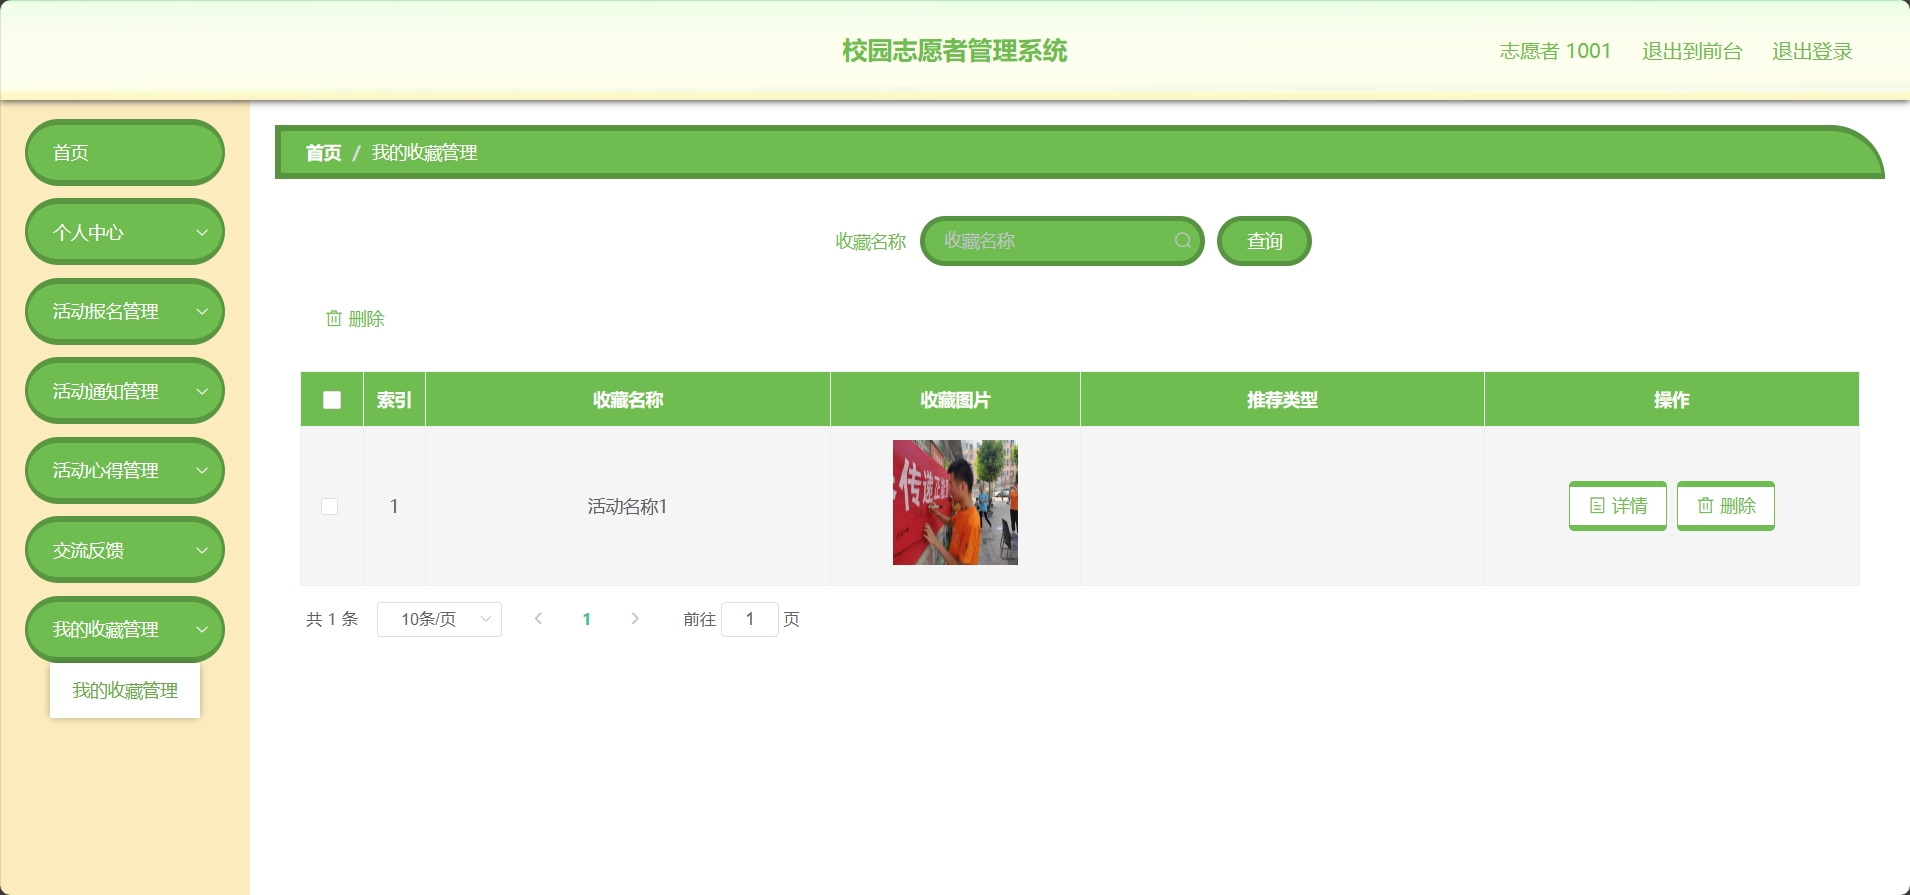 校园志愿者管理系统
志愿者 1001 退出到前台 退出登录
首页
个人中心
活动报名管理
活动通知管理
活动心得管理
交流反馈
我的收藏管理
我的收藏管理
首页 / 我的收藏管理
收藏名称 收藏名称 查询
删除
索引 收藏名称 收藏图片 推荐类型 操作
1 活动名称1 详情 删除
传递正
共 1 条 10条/页 1 前往 1 页